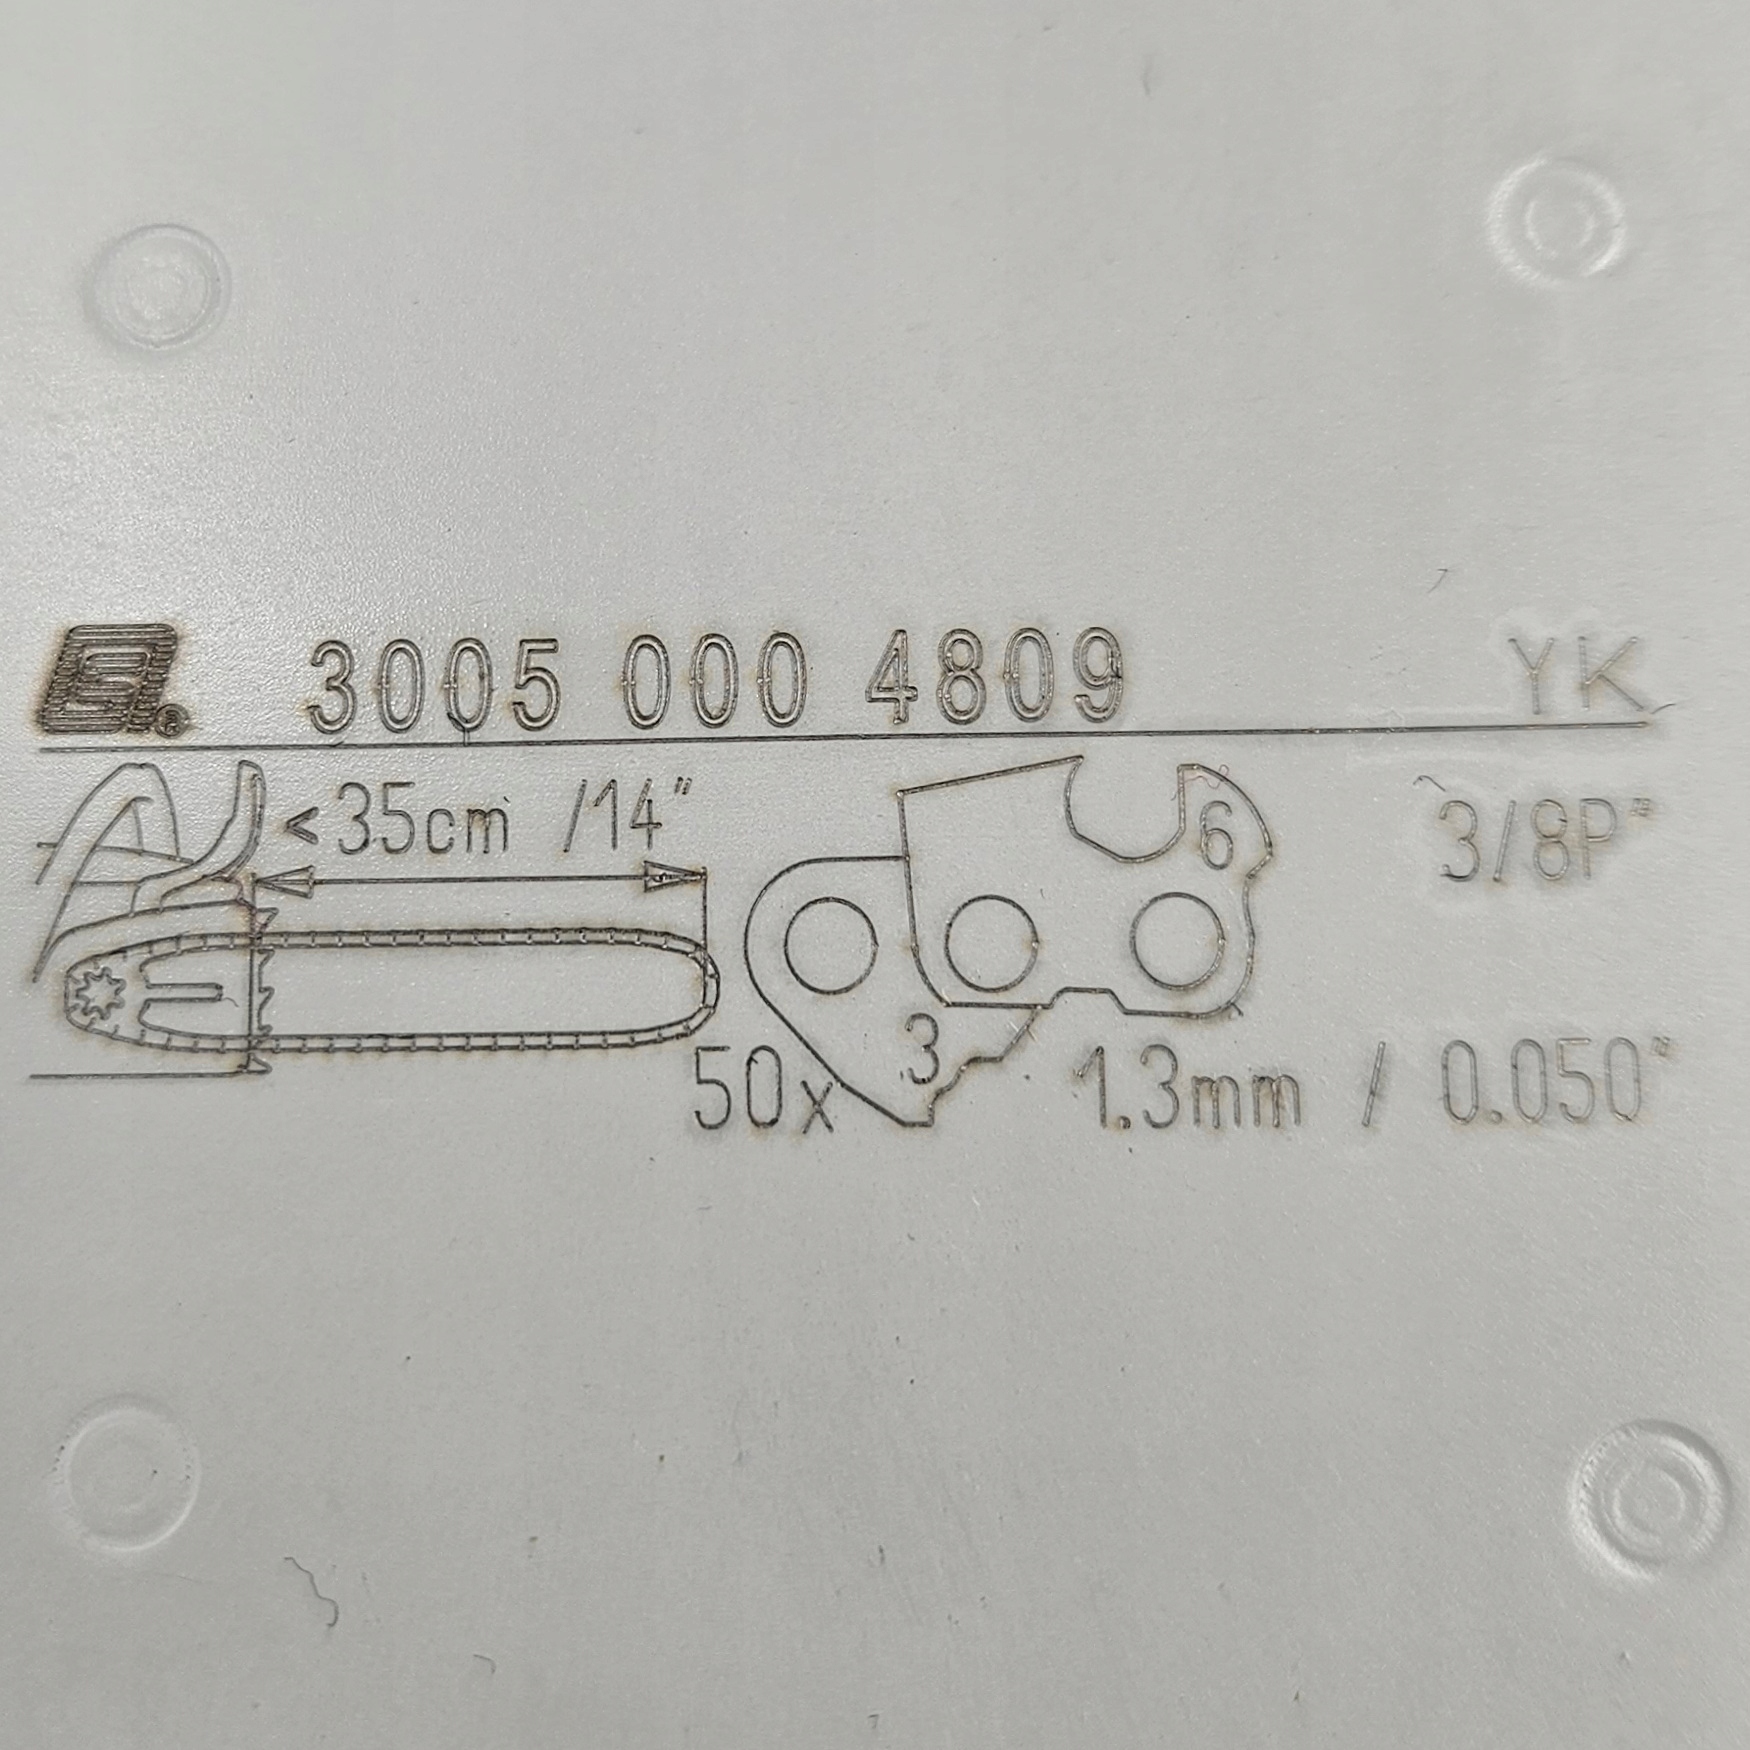 ® 3005 000 4809 YK
<35cm /14" 6 3/8P"
50x 3 1.3mm / 0.050"